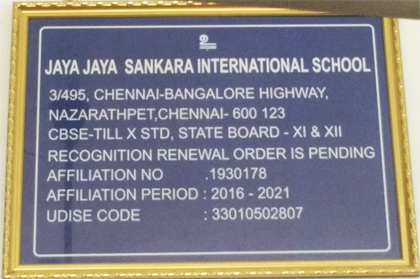 JAYA JAYA SANKARA INTERNATIONAL SCHOOL
3/495, CHENNAI-BANGALORE HIGHWAY,
NAZARATHPET,CHENNAI- 600 123
CBSE-TILL X STD, STATE BOARD - XI & XII
RECOGNITION RENEWAL ORDER IS PENDING
AFFILIATION NO .1930178
AFFILIATION PERIOD : 2016 - 2021
UDISE CODE : 33010502807